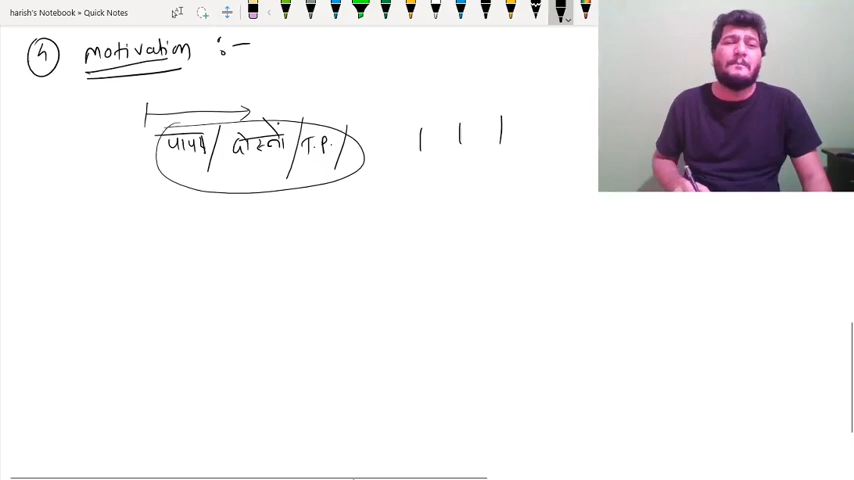 harish's Notebook » Quick Notes
4 motivation :-
/ / T.P. /